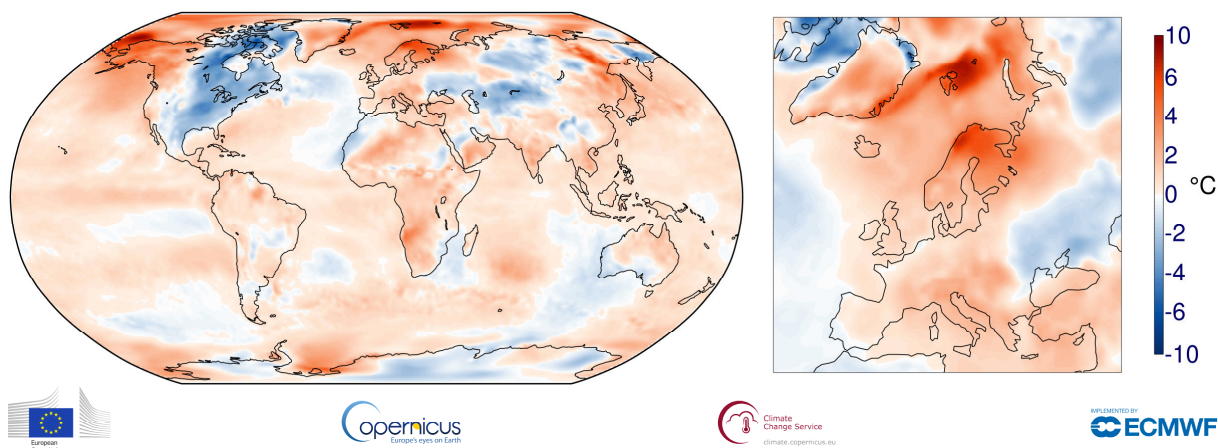 10
6
4
2
0
-2
-4
-6
-10
°C
European
opernicus
Europe's eyes on Earth
Climate
Change Service
climate.copernicus.eu
IMPLEMENTED BY
ECMWF